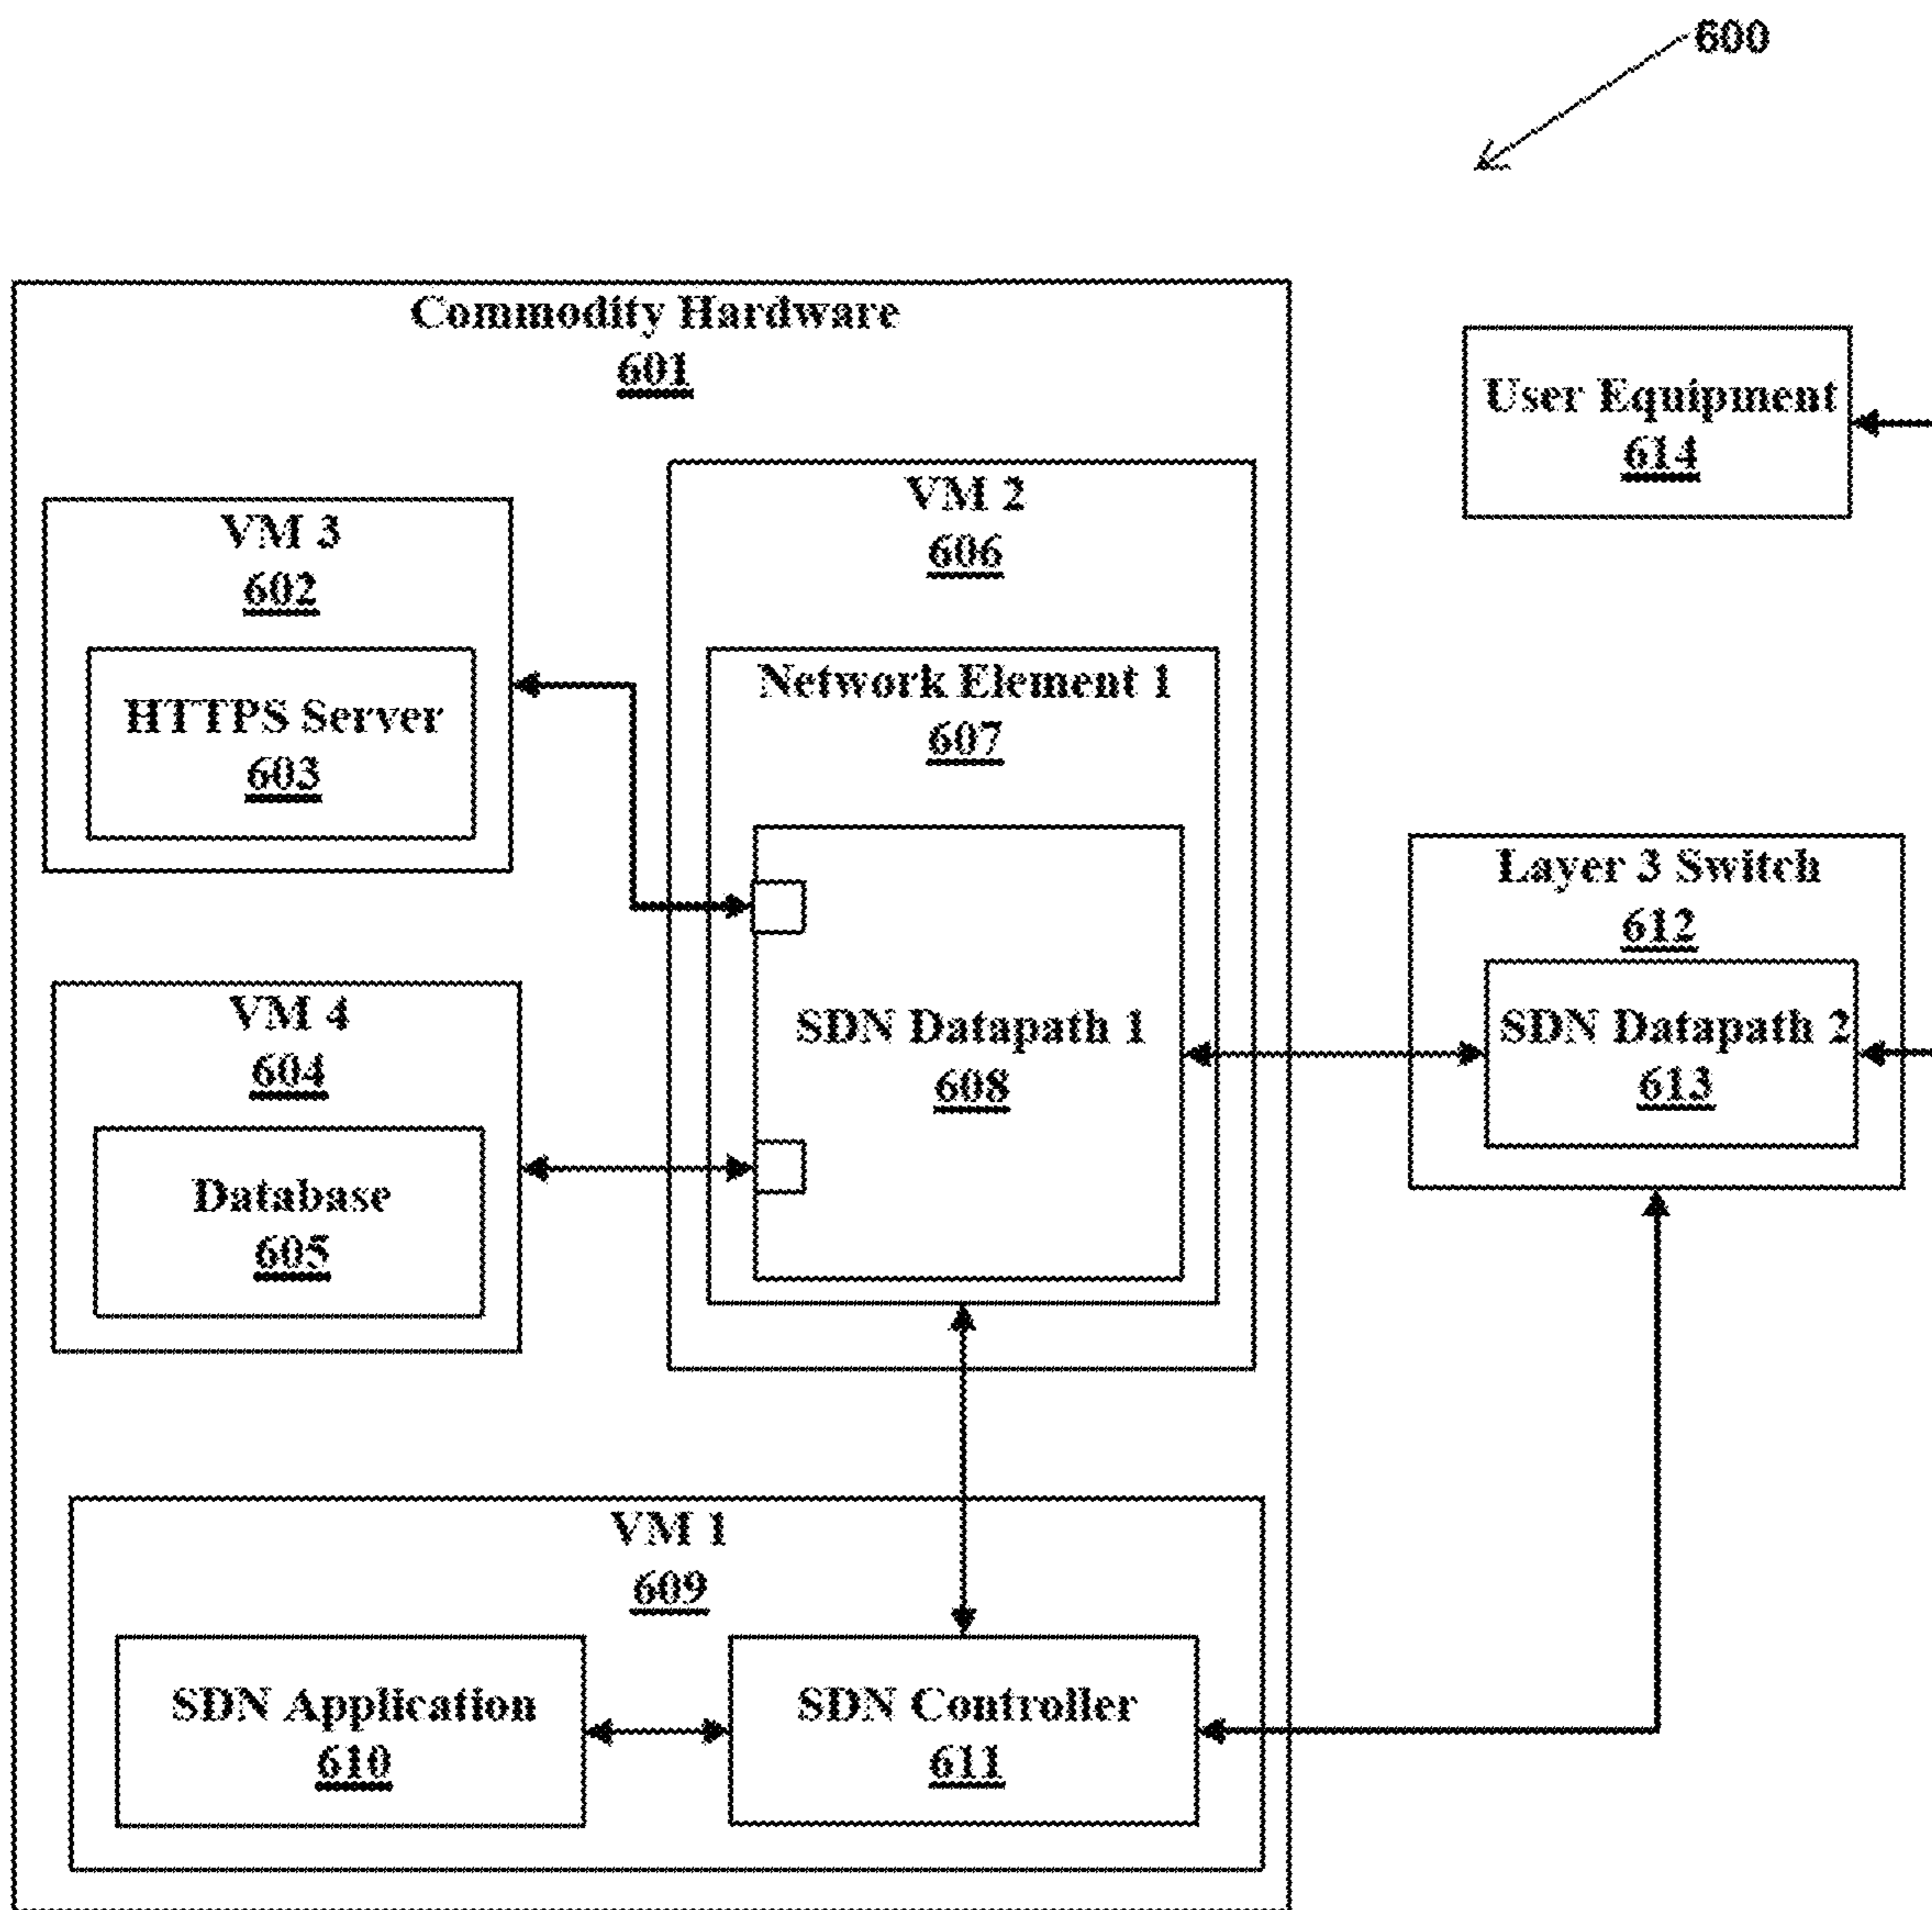 600
Commodity Hardware
601
User Equipment
614
VM 2
606
VM 3
602
Network Element 1
607
HTTPS Server
603
Layer 3 Switch
612
VM 4
604
SDN Datapath 1
608
SDN Datapath 2
613
Database
605
VM 1
609
SDN Application
610
SDN Controller
611